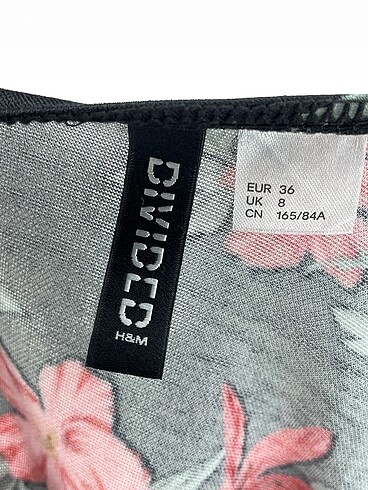 DIVIDED
H&M
EUR 36
UK 8
CN 165/84A